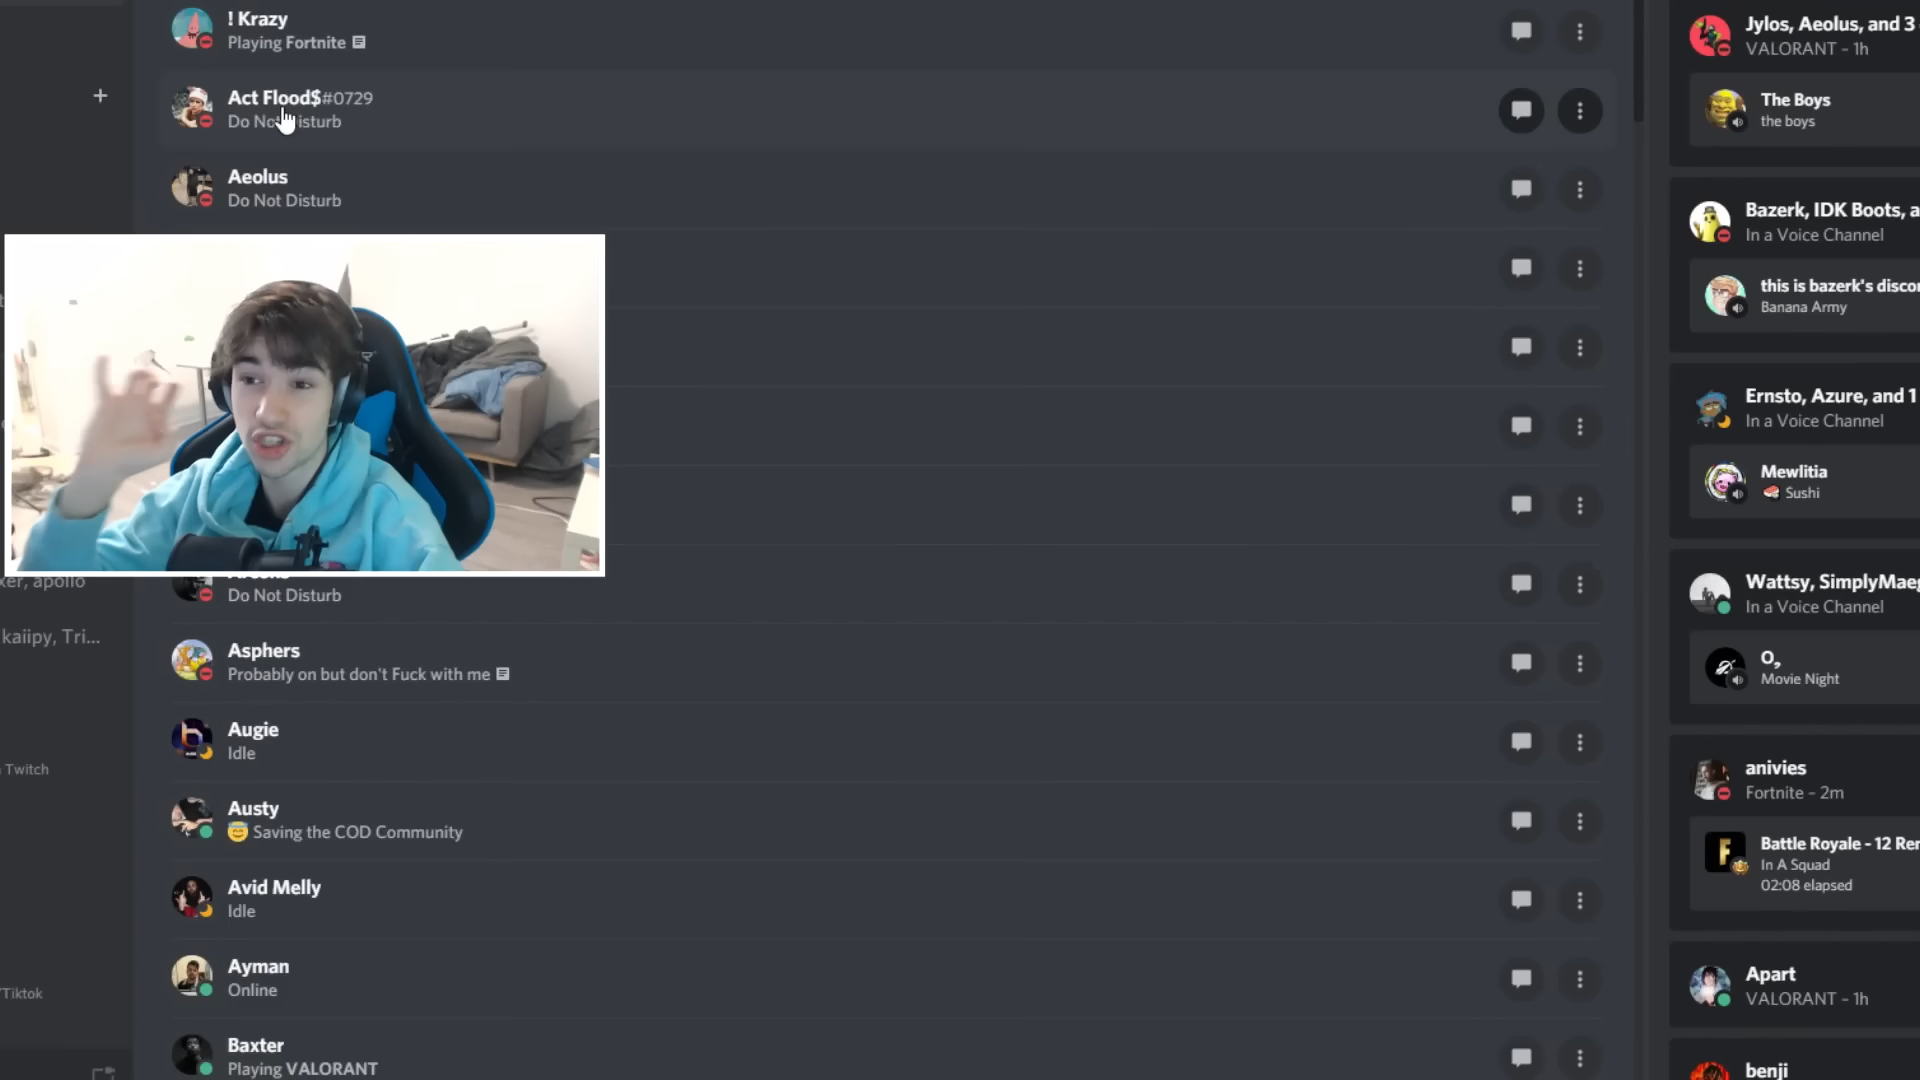 ! Krazy
Playing Fortnite
Act Flood$#0729
Do Not Disturb
Aeolus
Do Not Disturb
Do Not Disturb
Asphers
Probably on but don't Fuck with me
Augie
Idle
Austy
😇 Saving the COD Community
Avid Melly
Idle
Ayman
Online
Baxter
Playing VALORANT
xer, apollo
kaiipy, Tri...
Twitch
/Tiktok
Jylos, Aeolus, and 3
VALORANT - 1h
The Boys
the boys
Bazerk, IDK Boots, a
In a Voice Channel
this is bazerk's disco
Banana Army
Ernsto, Azure, and 1
In a Voice Channel
Mewlitia
🍣 Sushi
Wattsy, SimplyMae
In a Voice Channel
O,
Movie Night
anivies
Fortnite - 2m
F
Battle Royale - 12 Re
In A Squad
02:08 elapsed
Apart
VALORANT - 1h
benji